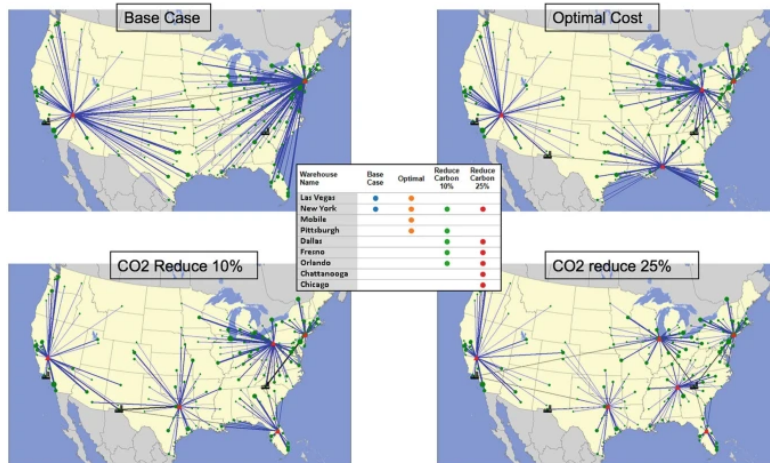 Base Case
Optimal Cost
Warehouse Name Base Case Optimal Reduce Carbon 10% Reduce Carbon 25%
Las Vegas
New York
Mobile
Pittsburgh
Dallas
Fresno
Orlando
Chattanooga
Chicago
CO2 Reduce 10%
CO2 reduce 25%